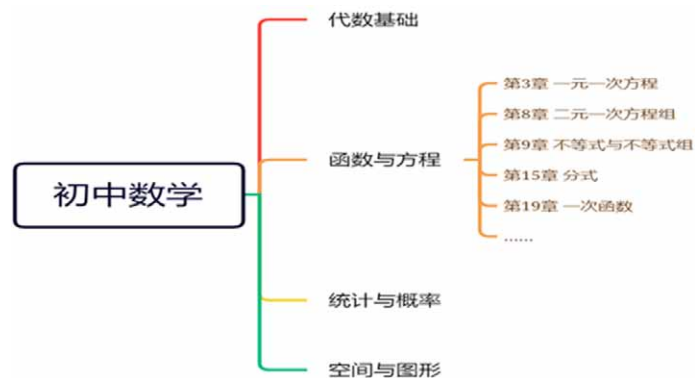 初中数学
代数基础
函数与方程
第3章 一元一次方程
第8章 二元一次方程组
第9章 不等式与不等式组
第15章 分式
第19章 一次函数
......
统计与概率
空间与图形